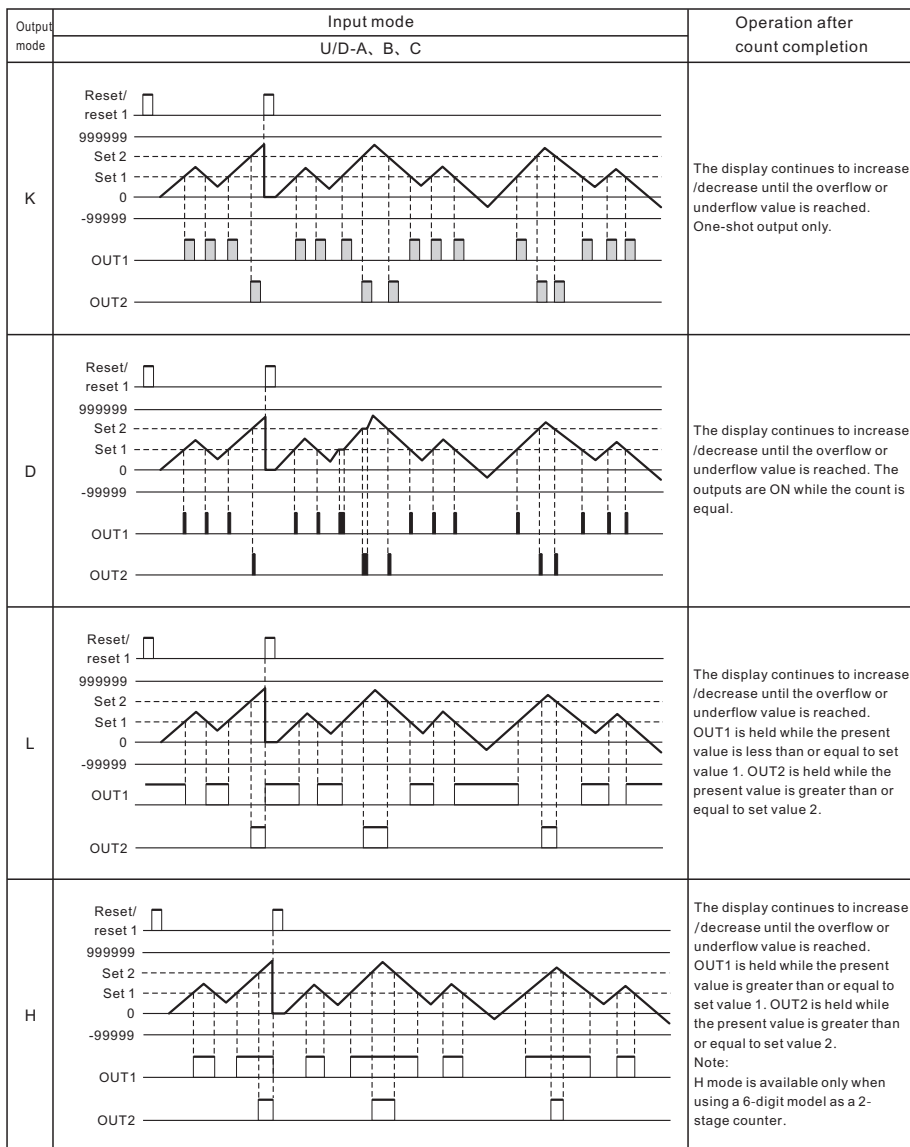 Output
mode
Input mode
U/D-A、B、C
Operation after
count completion
K
Reset/
reset 1
999999
Set 2
Set 1
0
-99999
OUT1
OUT2
The display continues to increase
/decrease until the overflow or
underflow value is reached.
One-shot output only.
D
Reset/
reset 1
999999
Set 2
Set 1
0
-99999
OUT1
OUT2
The display continues to increase
/decrease until the overflow or
underflow value is reached. The
outputs are ON while the count is
equal.
L
Reset/
reset 1
999999
Set 2
Set 1
0
-99999
OUT1
OUT2
The display continues to increase
/decrease until the overflow or
underflow value is reached.
OUT1 is held while the present
value is less than or equal to set
value 1. OUT2 is held while the
present value is greater than or
equal to set value 2.
H
Reset/
reset 1
999999
Set 2
Set 1
0
-99999
OUT1
OUT2
The display continues to increase
/decrease until the overflow or
underflow value is reached.
OUT1 is held while the present
value is greater than or equal to
set value 1. OUT2 is held while
the present value is greater than
or equal to set value 2.
Note:
H mode is available only when
using a 6-digit model as a 2-
stage counter.